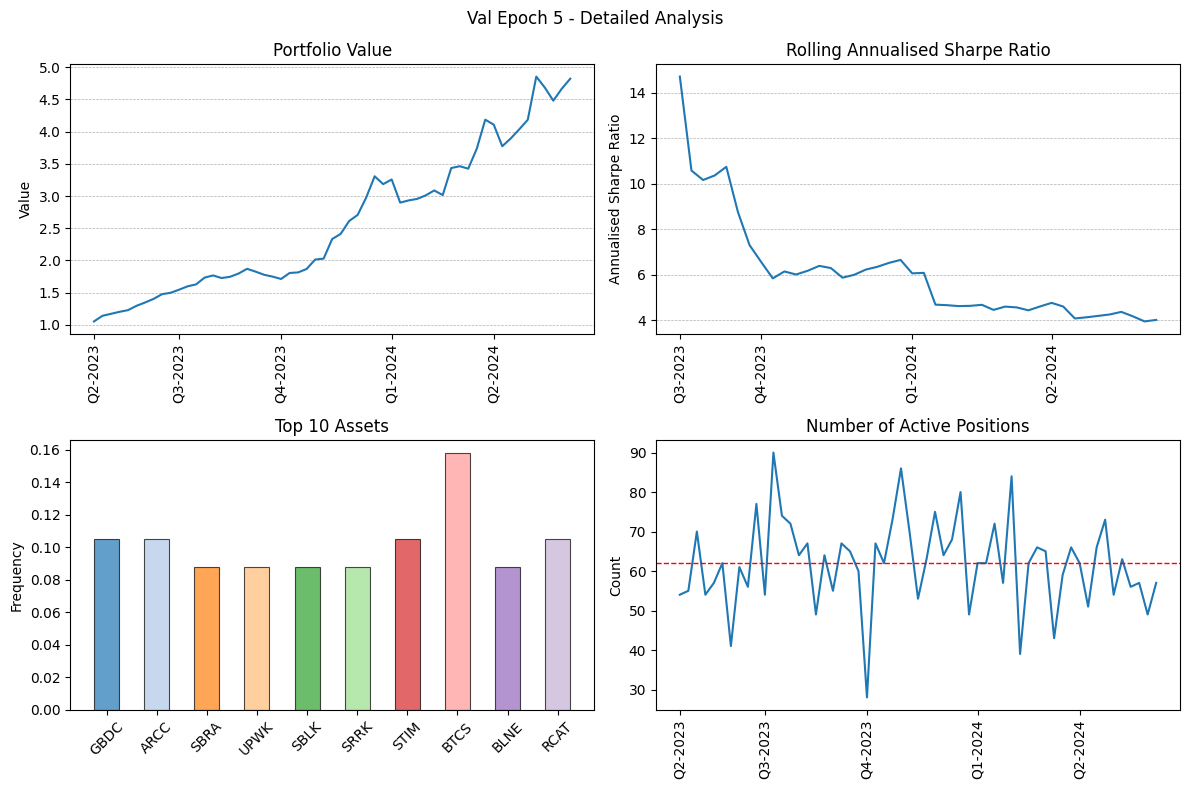 Val Epoch 5 - Detailed Analysis
Portfolio Value
Value
5.0
4.5
4.0
3.5
3.0
2.5
2.0
1.5
1.0
Q2-2023
Q3-2023
Q4-2023
Q1-2024
Q2-2024
Rolling Annualised Sharpe Ratio
Annualised Sharpe Ratio
14
12
10
8
6
4
Q3-2023
Q4-2023
Q1-2024
Q2-2024
Top 10 Assets
Frequency
0.16
0.14
0.12
0.10
0.08
0.06
0.04
0.02
0.00
GBDC
ARCC
SBRA
UPWK
SBLK
SRRK
STIM
BTCS
BLNE
RCAT
Number of Active Positions
Count
90
80
70
60
50
40
30
Q2-2023
Q3-2023
Q4-2023
Q1-2024
Q2-2024